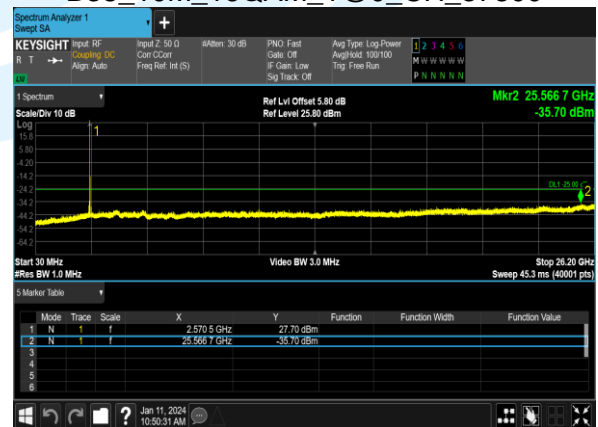 Spectrum Analyzer 1
Swept SA
KEYSIGHT Input: RF Input Z: 50 Ω #Atten: 30 dB PNO: Fast Avg Type: Log-Power 1 2 3 4 5 6
R T Coupling: DC Corr CCorr Gate: Off Avg|Hold: 100/100 M W W W W W
Align: Auto Freq Ref: Int (S) IF Gain: Low Trig: Free Run
Sig Track: Off P N N N N N
1 Spectrum Ref Lvl Offset 5.80 dB Mkr2 25.566 7 GHz
Scale/Div 10 dB Ref Level 25.80 dBm -35.70 dBm
Log
15.8 1
5.80
-4.20
-14.2
-24.2 DL1 -25.00
-34.2 2
-44.2
-54.2
-64.2
Start 30 MHz Video BW 3.0 MHz Stop 26.20 GHz
#Res BW 1.0 MHz Sweep 45.3 ms (40001 pts)
5 Marker Table
Mode Trace Scale X Y Function Function Width Function Value
1 N 1 f 2.570 5 GHz 27.70 dBm
2 N 1 f 25.566 7 GHz -35.70 dBm
3
4
5
6
? Jan 11, 2024
10:50:31 AM